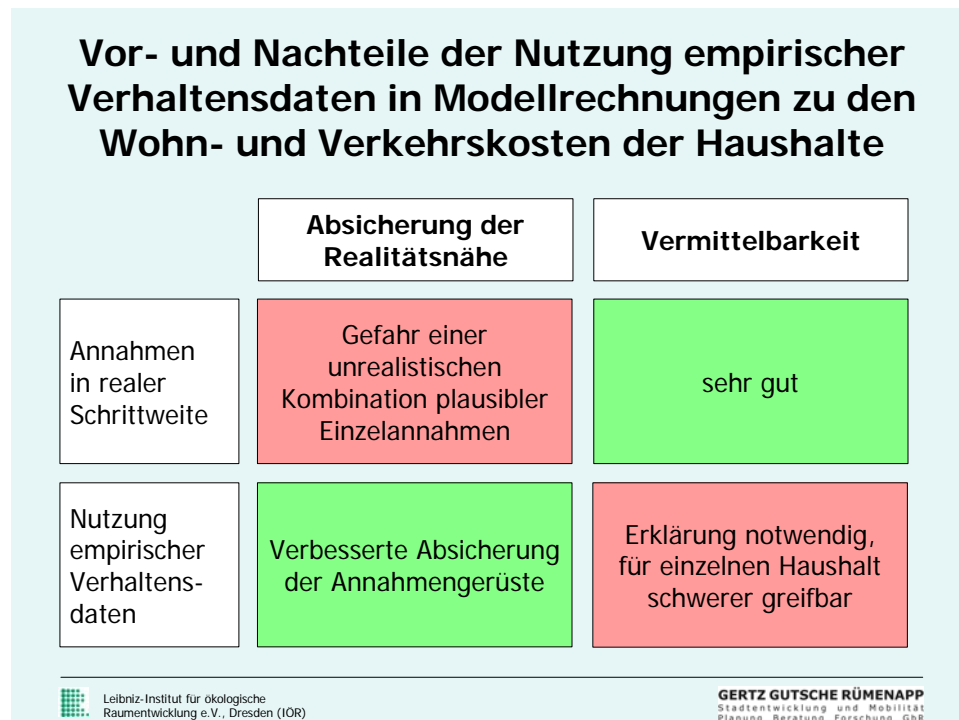 Vor- und Nachteile der Nutzung empirischer
Verhaltensdaten in Modellrechnungen zu den
Wohn- und Verkehrskosten der Haushalte
Absicherung der
Realitätsnähe
Vermittelbarkeit
Annahmen
in realer
Schrittweite
Gefahr einer
unrealistischen
Kombination plausibler
Einzelannahmen
sehr gut
Nutzung
empirischer
Verhaltens-
daten
Verbesserte Absicherung
der Annahmengerüste
Erklärung notwendig,
für einzelnen Haushalt
schwerer greifbar
Leibniz-Institut für ökologische
Raumentwicklung e.V., Dresden (IÖR)
GERTZ GUTSCHE RÜMENAPP
Stadtentwicklung und Mobilität
Planung Beratung Forschung GbR